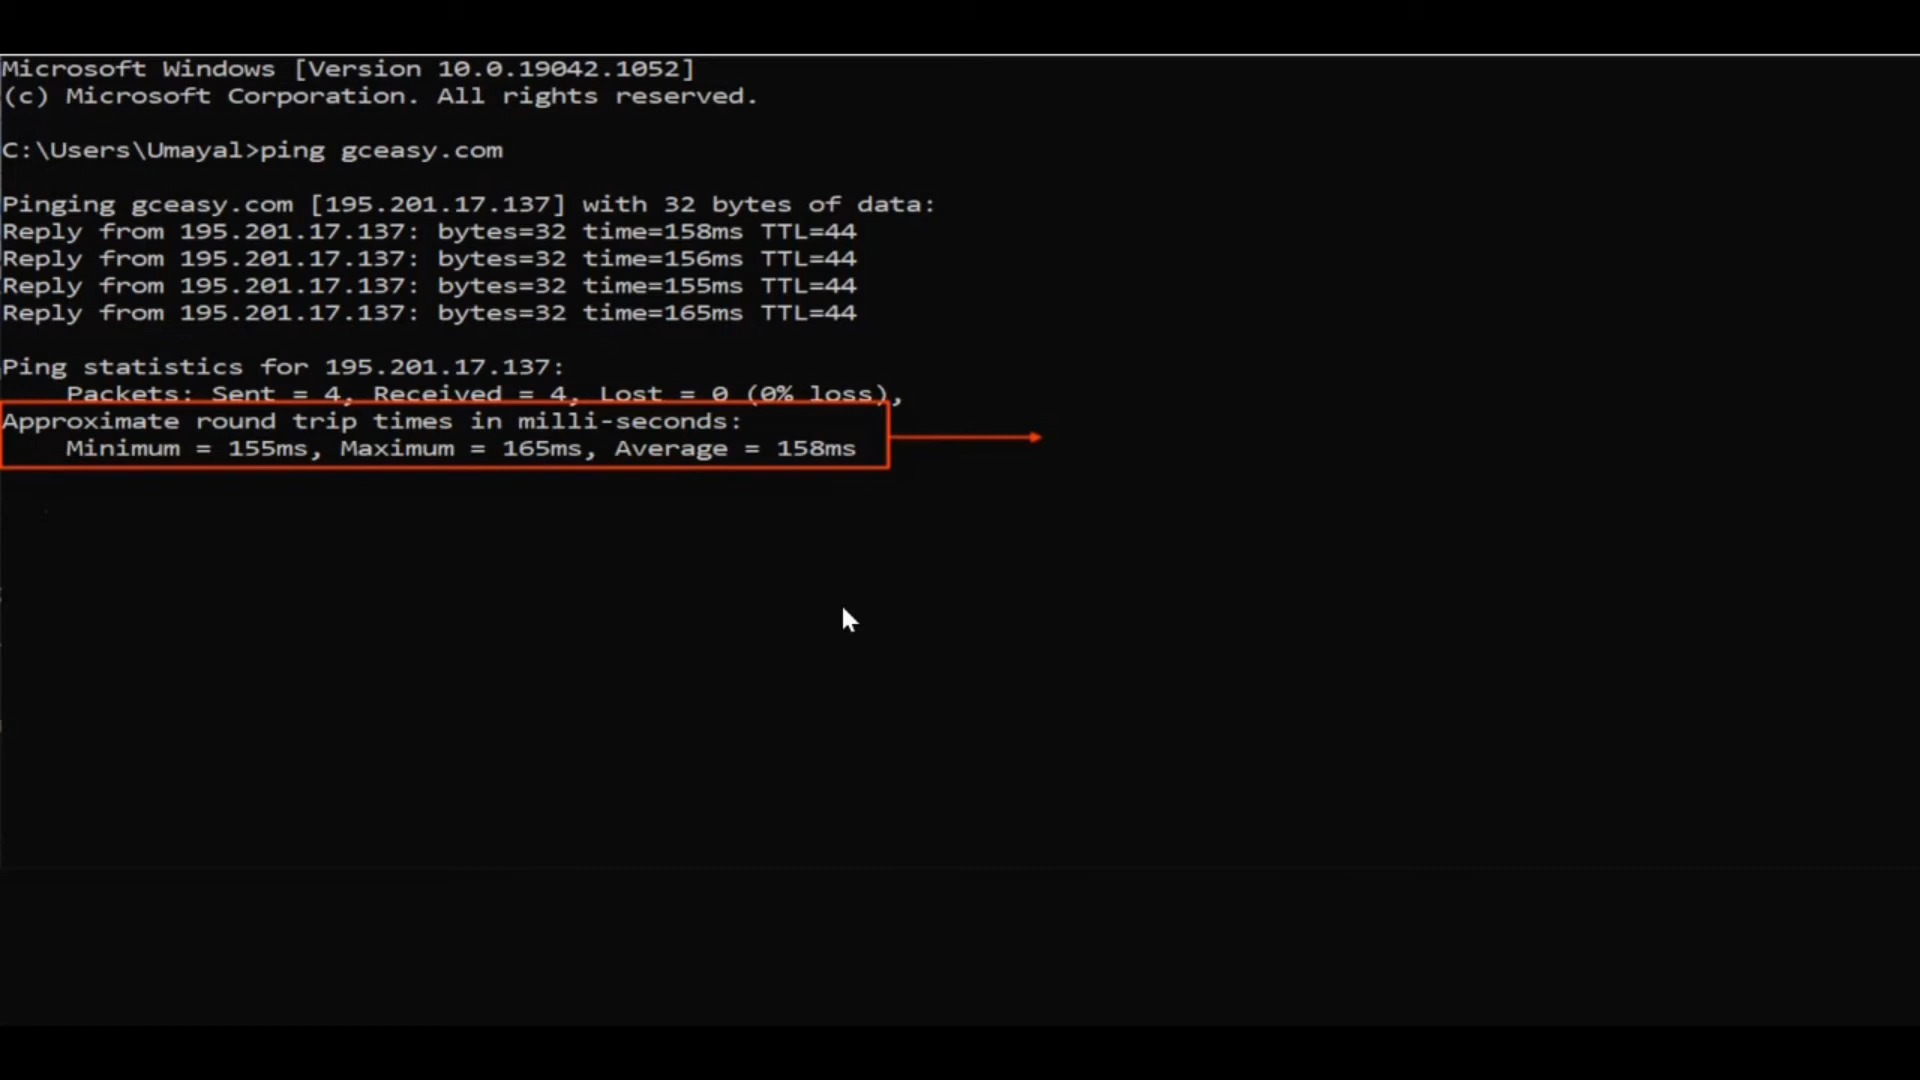 Microsoft Windows [Version 10.0.19042.1052]
(c) Microsoft Corporation. All rights reserved.
C:\Users\Umayal>ping gceasy.com
Pinging gceasy.com [195.201.17.137] with 32 bytes of data:
Reply from 195.201.17.137: bytes=32 time=158ms TTL=44
Reply from 195.201.17.137: bytes=32 time=156ms TTL=44
Reply from 195.201.17.137: bytes=32 time=155ms TTL=44
Reply from 195.201.17.137: bytes=32 time=165ms TTL=44
Ping statistics for 195.201.17.137:
Packets: Sent = 4, Received = 4, Lost = 0 (0% loss),
Approximate round trip times in milli-seconds:
Minimum = 155ms, Maximum = 165ms, Average = 158ms